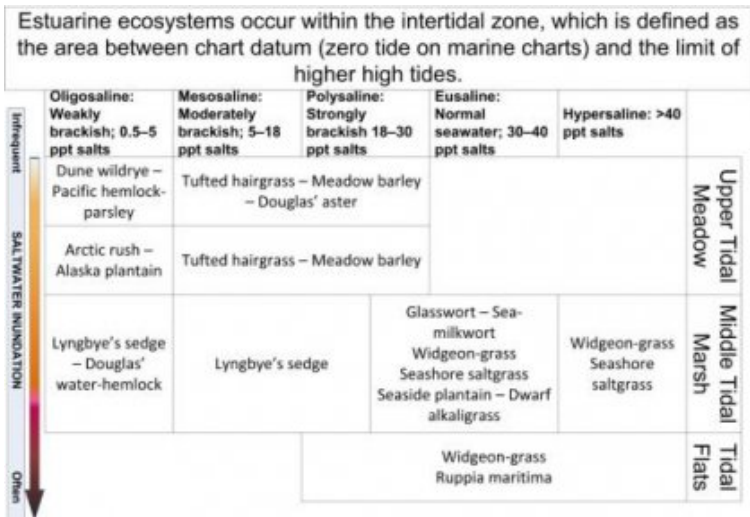 Estuarine ecosystems occur within the intertidal zone, which is defined as
the area between chart datum (zero tide on marine charts) and the limit of
higher high tides.
Oligosaline:
Weakly
brackish; 0.5–5
ppt salts
Mesosaline:
Moderately
brackish; 5–18
ppt salts
Polysaline:
Strongly
brackish 18–30
ppt salts
Eusaline:
Normal
seawater; 30–40
ppt salts
Hypersaline: >40
ppt salts
Infrequent
SALTWATER INUNDATION
Often
Dune wildrye –
Pacific hemlock-
parsley
Tufted hairgrass – Meadow barley
– Douglas' aster
Upper Tidal
Meadow
Arctic rush –
Alaska plantain
Tufted hairgrass – Meadow barley
Lyngbye's sedge
– Douglas'
water-hemlock
Lyngbye's sedge
Glasswort – Sea-
milkwort
Widgeon-grass
Seashore saltgrass
Seaside plantain – Dwarf
alkaligrass
Widgeon-grass
Seashore
saltgrass
Middle Tidal
Marsh
Widgeon-grass
Ruppia maritima
Tidal
Flats